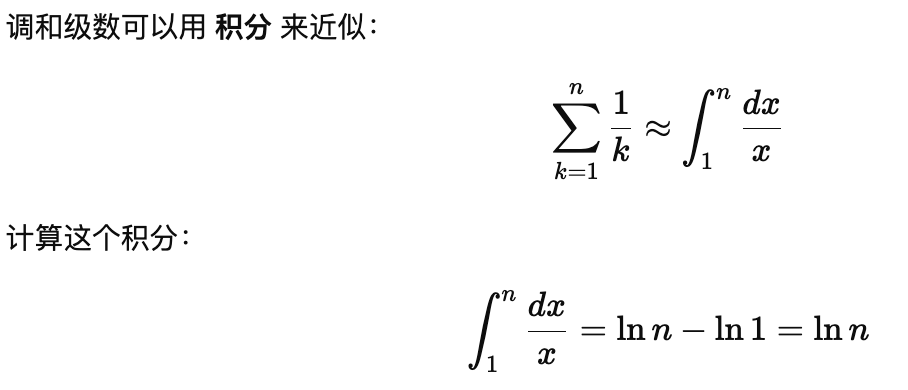 调和级数可以用 积分 来近似：
\sum_{k=1}^{n} \frac{1}{k} \approx \int_{1}^{n} \frac{dx}{x}
计算这个积分：
\int_{1}^{n} \frac{dx}{x} = \ln n - \ln 1 = \ln n